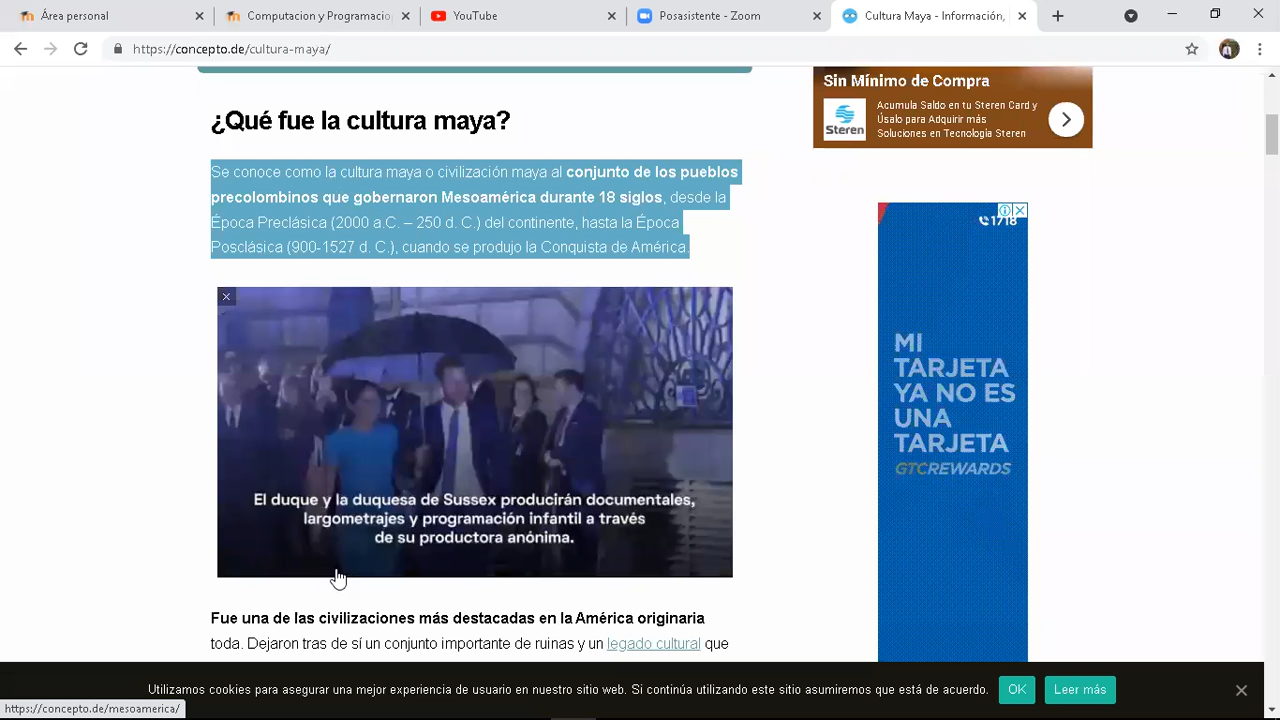 Área personal
Computacion y Programacio
YouTube
Posasistente - Zoom
Cultura Maya - Información,
https://concepto.de/cultura-maya/
Sin Mínimo de Compra
Acumula Saldo en tu Steren Card y
Úsalo para Adquirir más
Soluciones en Tecnología Steren
Steren
¿Qué fue la cultura maya?
Se conoce como la cultura maya o civilización maya al conjunto de los pueblos
precolombinos que gobernaron Mesoamérica durante 18 siglos, desde la
Época Preclásica (2000 a.C. – 250 d. C.) del continente, hasta la Época
Posclásica (900-1527 d. C.), cuando se produjo la Conquista de América.
1718
MI
TARJETA
YA NO ES
UNA
TARJETA
GTCREWARDS
El duque y la duquesa de Sussex producirán documentales,
largometrajes y programación infantil a través
de su productora anónima.
Fue una de las civilizaciones más destacadas en la América originaria
toda. Dejaron tras de sí un conjunto importante de ruinas y un legado cultural que
Utilizamos cookies para asegurar una mejor experiencia de usuario en nuestro sitio web. Si continúa utilizando este sitio asumiremos que está de acuerdo.
OK
Leer más
https://concepto.de/mesoamerica/